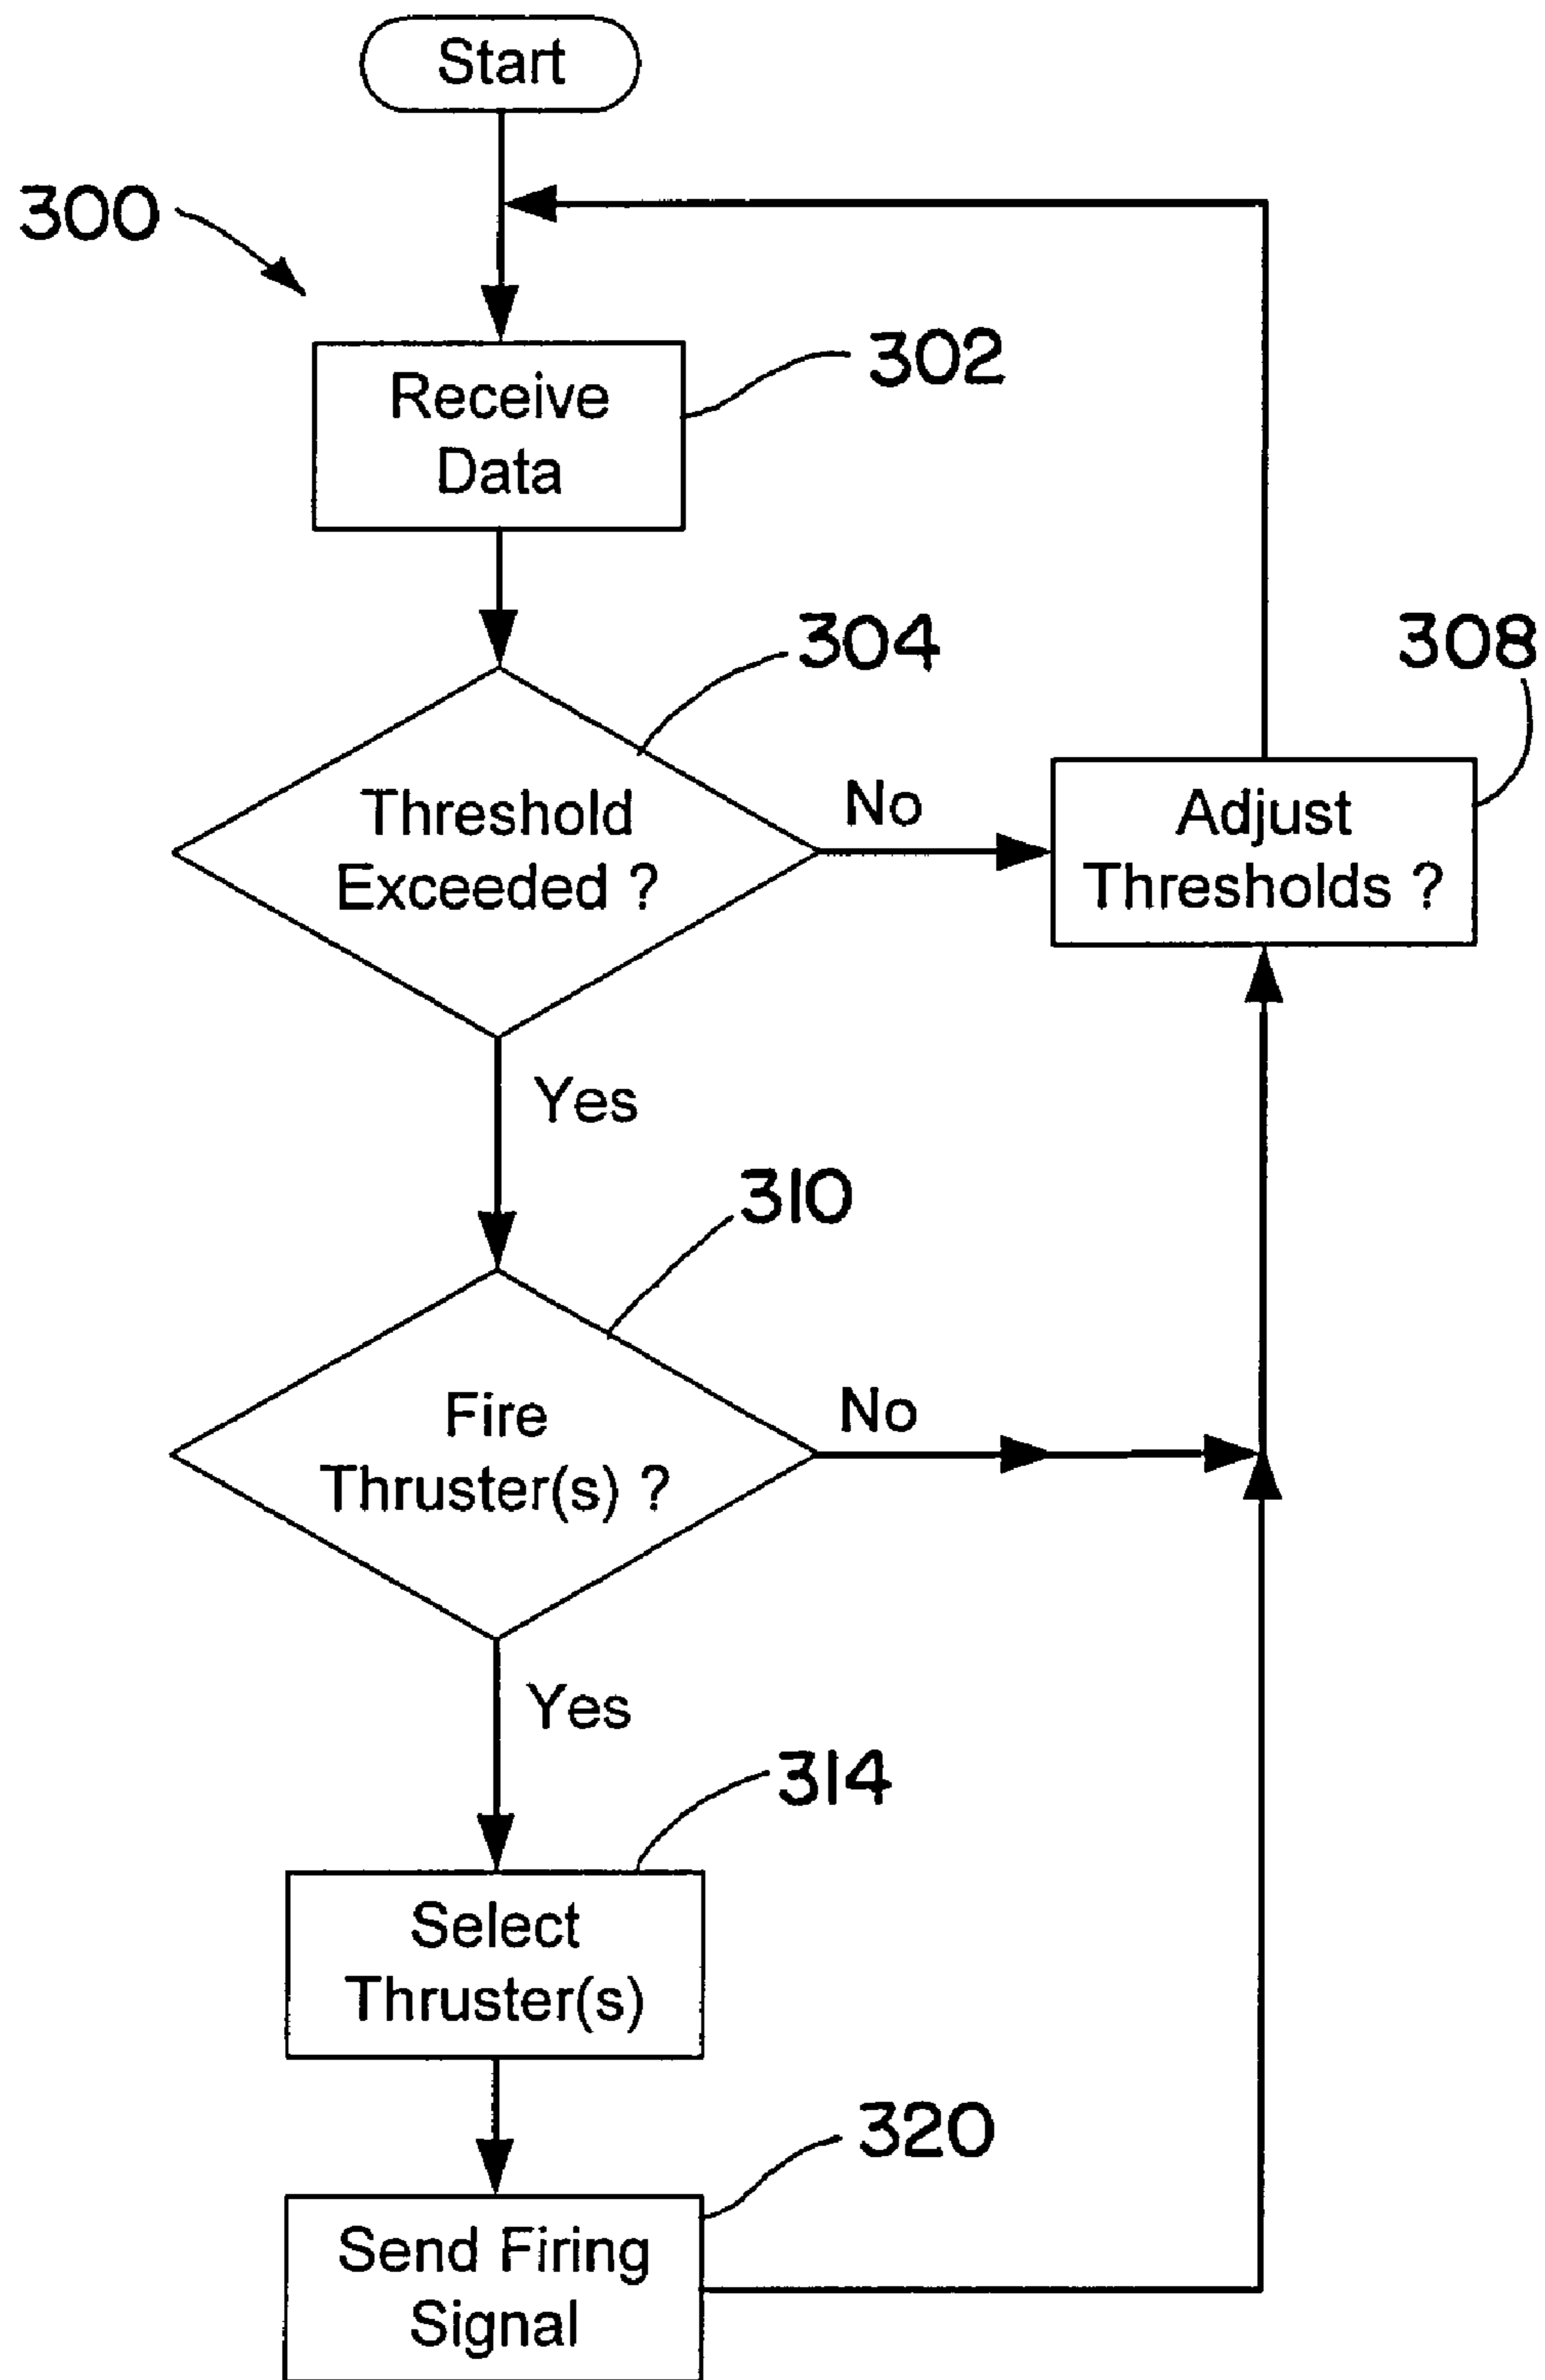 Start
300
Receive
Data
302
304
Threshold
Exceeded ?
No
308
Adjust
Thresholds ?
Yes
310
Fire
Thruster(s) ?
No
Yes
314
Select
Thruster(s)
320
Send Firing
Signal